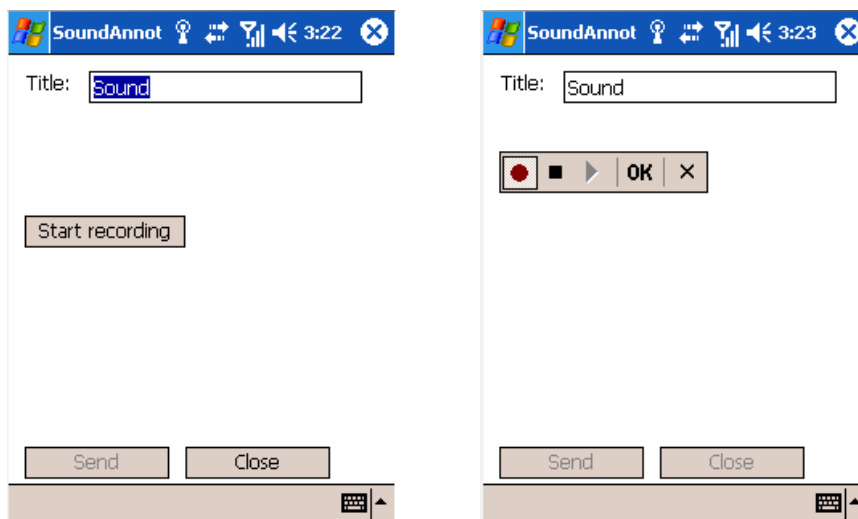 SoundAnnot 3:22
Title: Sound
Start recording
Send Close
SoundAnnot 3:23
Title: Sound
OK
Send Close